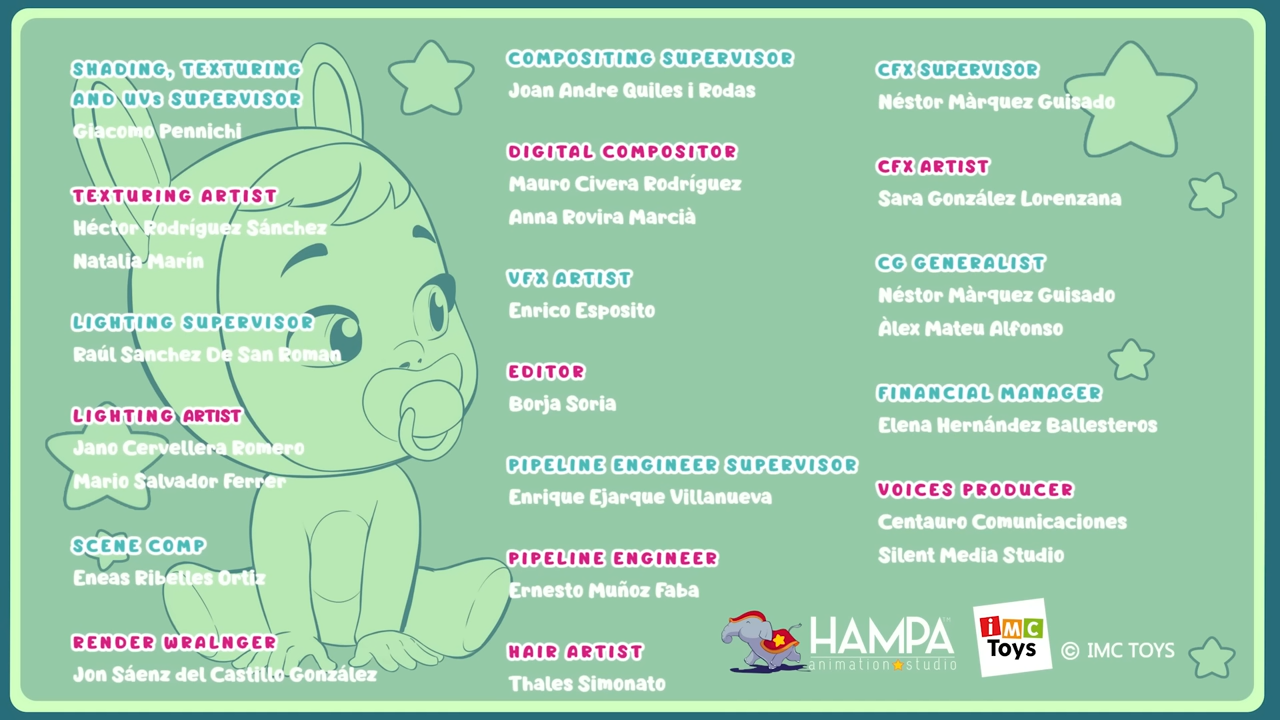 SHADING, TEXTURING
AND UVs SUPERVISOR
Giacomo Pennichi
TEXTURING ARTIST
Héctor Rodríguez Sánchez
Natalia Marín
LIGHTING SUPERVISOR
Raúl Sanchez De San Roman
LIGHTING ARTIST
Jano Cervellera Romero
Mario Salvador Ferrer
SCENE COMP
Eneas Ribelles Ortiz
RENDER WRALNGER
Jon Sáenz del Castillo González
COMPOSITING SUPERVISOR
Joan Andre Quiles i Rodas
DIGITAL COMPOSITOR
Mauro Civera Rodríguez
Anna Rovira Marcià
VFX ARTIST
Enrico Esposito
EDITOR
Borja Soria
PIPELINE ENGINEER SUPERVISOR
Enrique Ejarque Villanueva
PIPELINE ENGINEER
Ernesto Muñoz Faba
HAIR ARTIST
Thales Simonato
CFX SUPERVISOR
Néstor Màrquez Guisado
CFX ARTIST
Sara González Lorenzana
CG GENERALIST
Néstor Màrquez Guisado
Àlex Mateu Alfonso
FINANCIAL MANAGER
Elena Hernández Ballesteros
VOICES PRODUCER
Centauro Comunicaciones
Silent Media Studio
HAMPA
animation studio
imc
Toys
© IMC TOYS